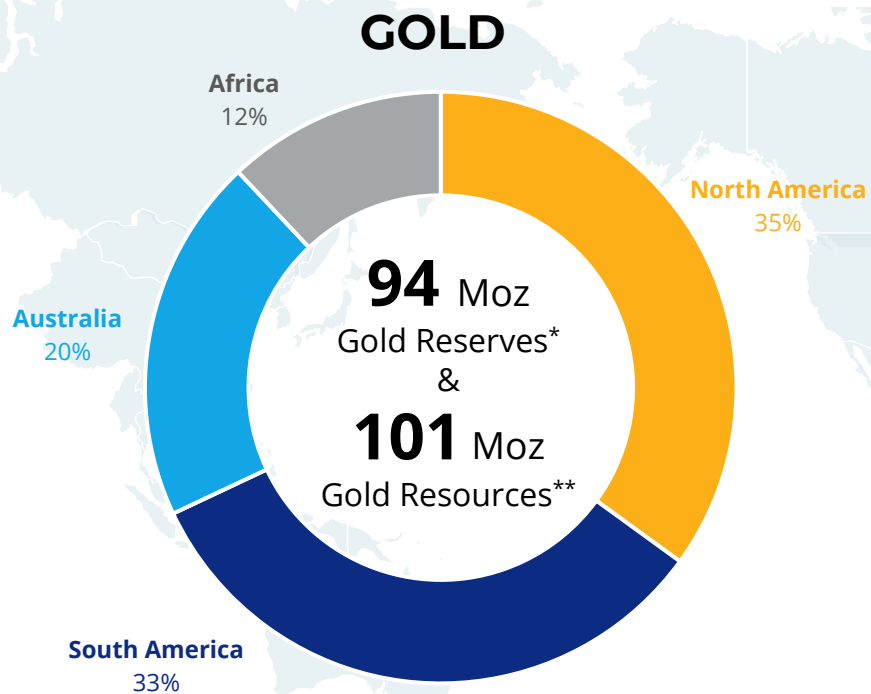 GOLD
Africa
12%
North America
35%
94 Moz
Gold Reserves*
&
101 Moz
Gold Resources**
Australia
20%
South America
33%